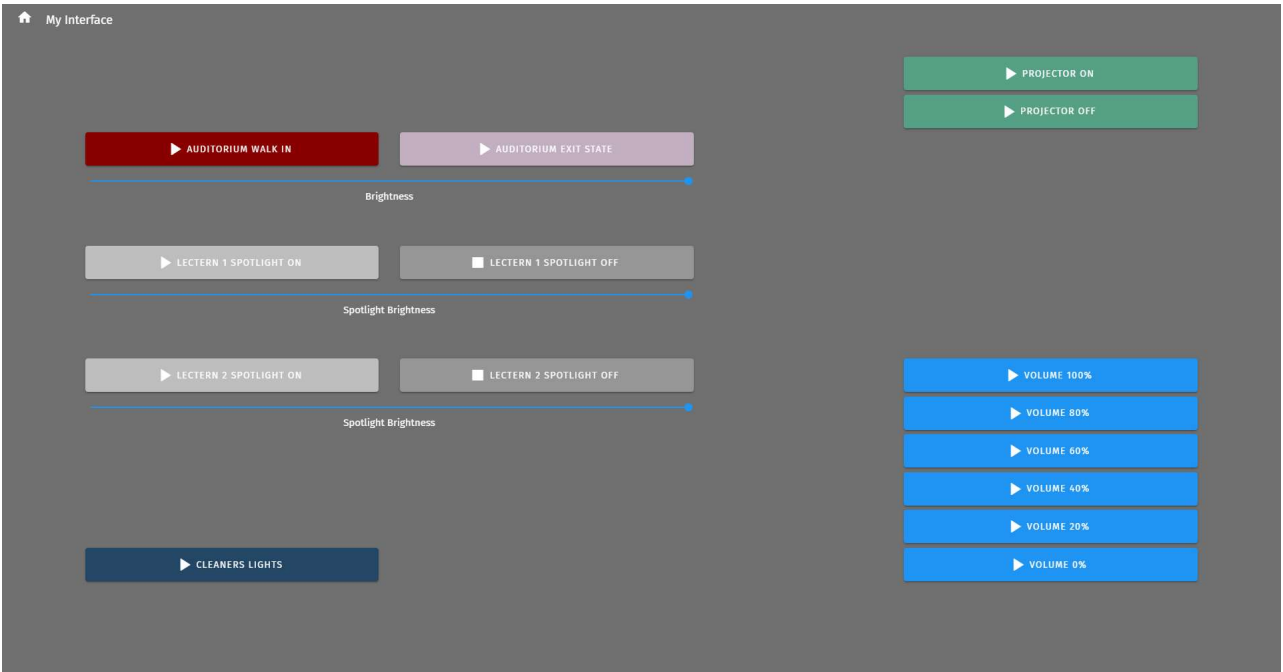 My Interface
PROJECTOR ON
PROJECTOR OFF
AUDITORIUM WALK IN
AUDITORIUM EXIT STATE
Brightness
LECTERN 1 SPOTLIGHT ON
LECTERN 1 SPOTLIGHT OFF
Spotlight Brightness
LECTERN 2 SPOTLIGHT ON
LECTERN 2 SPOTLIGHT OFF
Spotlight Brightness
VOLUME 100%
VOLUME 80%
VOLUME 60%
VOLUME 40%
VOLUME 20%
VOLUME 0%
CLEANERS LIGHTS